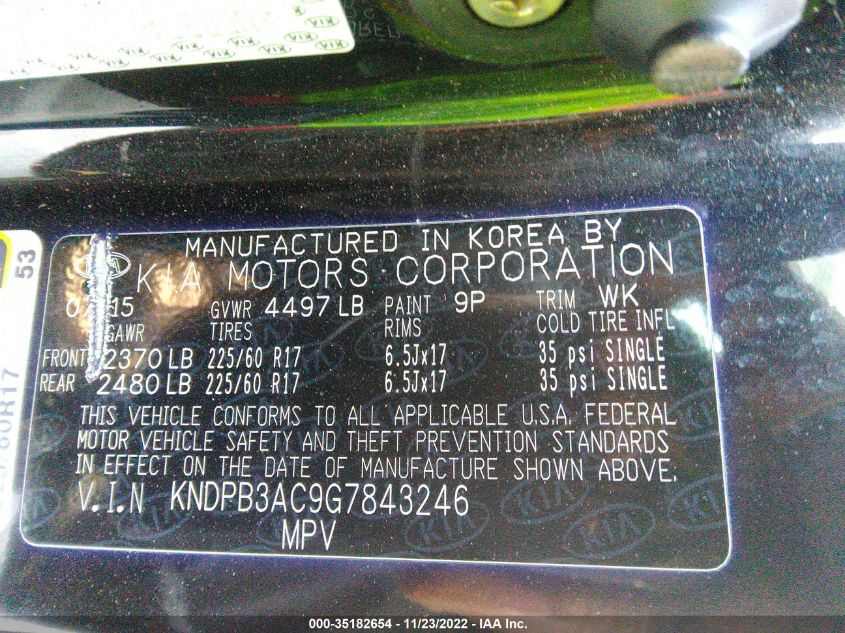 KIA
53
MANUFACTURED IN KOREA BY
KIA MOTORS CORPORATION
GVWR 4497 LB PAINT 9P TRIM WK
GAWR TIRES RIMS COLD TIRE INFL
FRONT 2370 LB 225/60 R17 6.5Jx17 35 psi SINGLE
REAR 2480 LB 225/60 R17 6.5Jx17 35 psi SINGLE
THIS VEHICLE CONFORMS TO ALL APPLICABLE U.S.A. FEDERAL
MOTOR VEHICLE SAFETY AND THEFT PREVENTION STANDARDS
IN EFFECT ON THE DATE OF MANUFACTURE SHOWN ABOVE.
V.I.N KNDPB3AC9G7843246
MPV
000-35182654 - 11/23/2022 - IAA Inc.